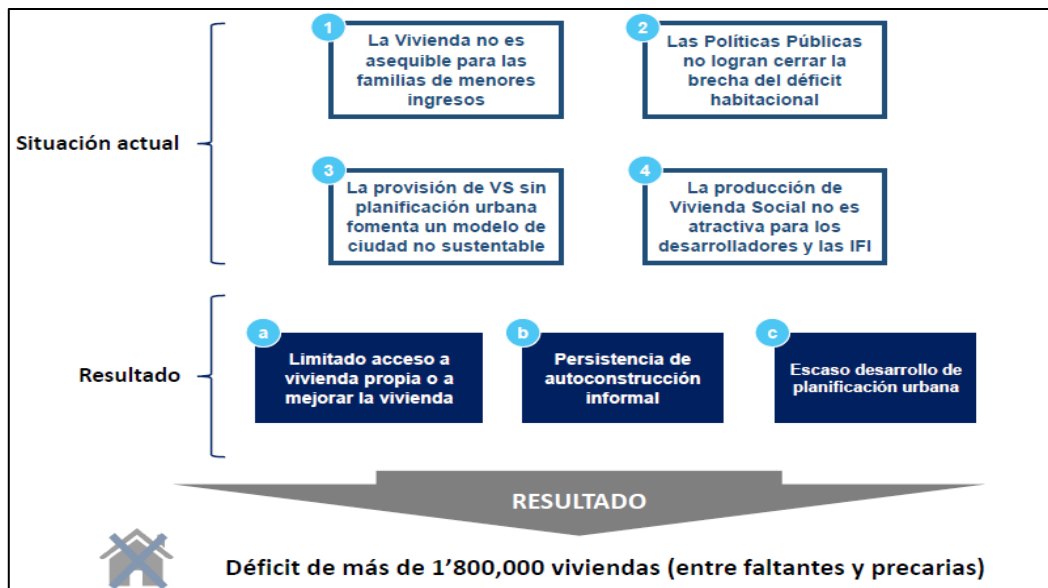 1
La Vivienda no es
asequible para las
familias de menores
ingresos
2
Las Políticas Públicas
no logran cerrar la
brecha del déficit
habitacional
Situación actual
3
La provisión de VS sin
planificación urbana
fomenta un modelo de
ciudad no sustentable
4
La producción de
Vivienda Social no es
atractiva para los
desarrolladores y las IFI
Resultado
a
Limitado acceso a
vivienda propia o a
mejorar la vivienda
b
Persistencia de
autoconstrucción
informal
c
Escaso desarrollo de
planificación urbana
RESULTADO
Déficit de más de 1’800,000 viviendas (entre faltantes y precarias)